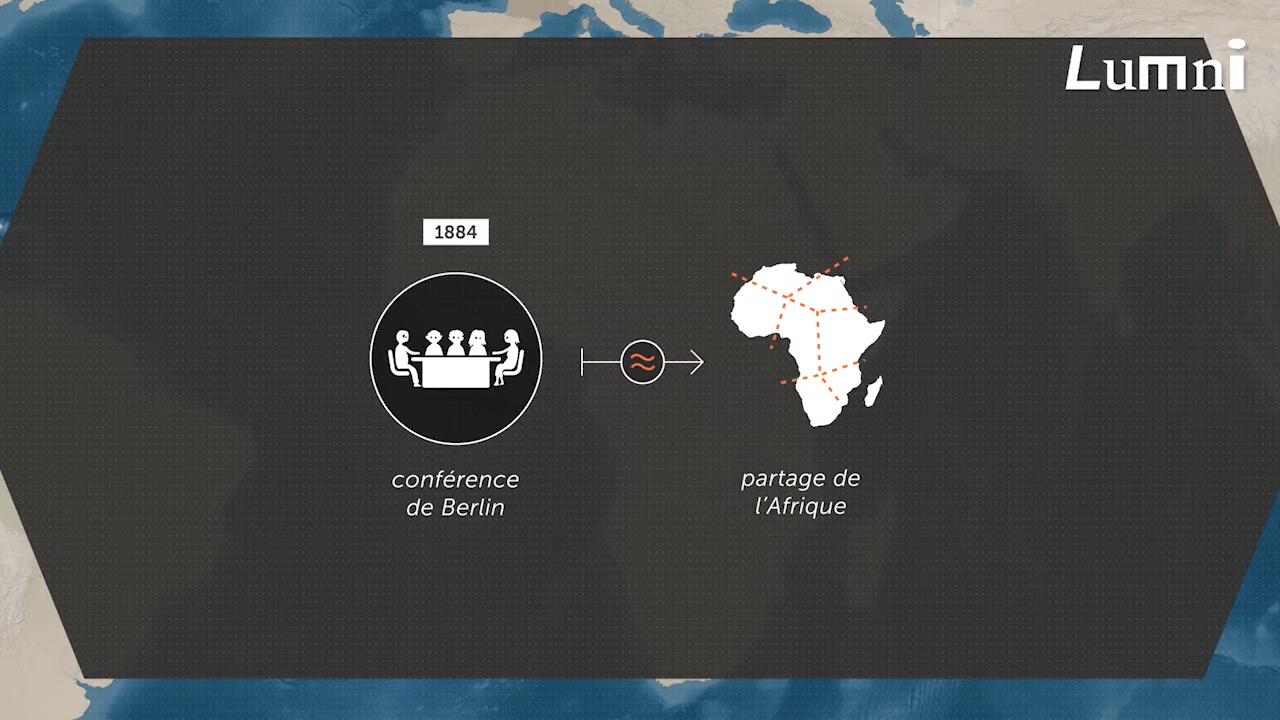 Lumni
1884
conférence
de Berlin
partage de
l'Afrique